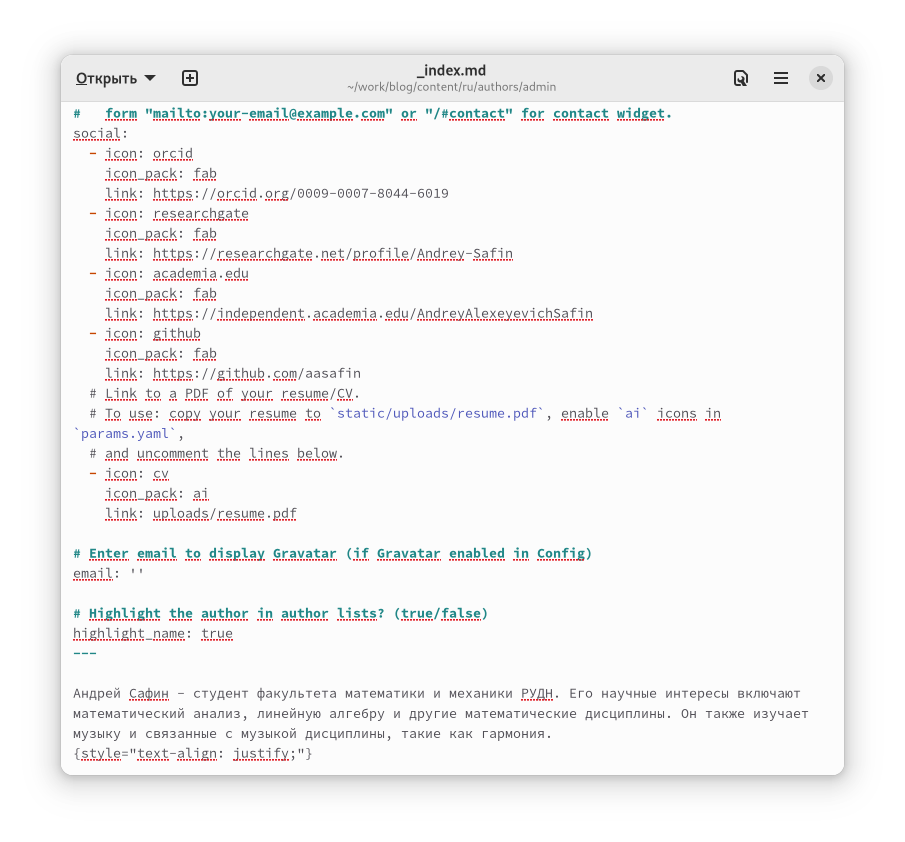 Открыть
_index.md
~/work/blog/content/ru/authors/admin
#   form "mailto:your-email@example.com" or "/#contact" for contact widget.
social:
  - icon: orcid
    icon_pack: fab
    link: https://orcid.org/0009-0007-8044-6019
  - icon: researchgate
    icon_pack: fab
    link: https://researchgate.net/profile/Andrey-Safin
  - icon: academia.edu
    icon_pack: fab
    link: https://independent.academia.edu/AndreyAlexeyevichSafin
  - icon: github
    icon_pack: fab
    link: https://github.com/aasafin
  # Link to a PDF of your resume/CV.
  # To use: copy your resume to `static/uploads/resume.pdf`, enable `ai` icons in
`params.yaml`,
  # and uncomment the lines below.
  - icon: cv
    icon_pack: ai
    link: uploads/resume.pdf
# Enter email to display Gravatar (if Gravatar enabled in Config)
email: ''
# Highlight the author in author lists? (true/false)
highlight_name: true
---
Андрей Сафин - студент факультета математики и механики РУДН. Его научные интересы включают
математический анализ, линейную алгебру и другие математические дисциплины. Он также изучает
музыку и связанные с музыкой дисциплины, такие как гармония.
{style="text-align: justify;"}